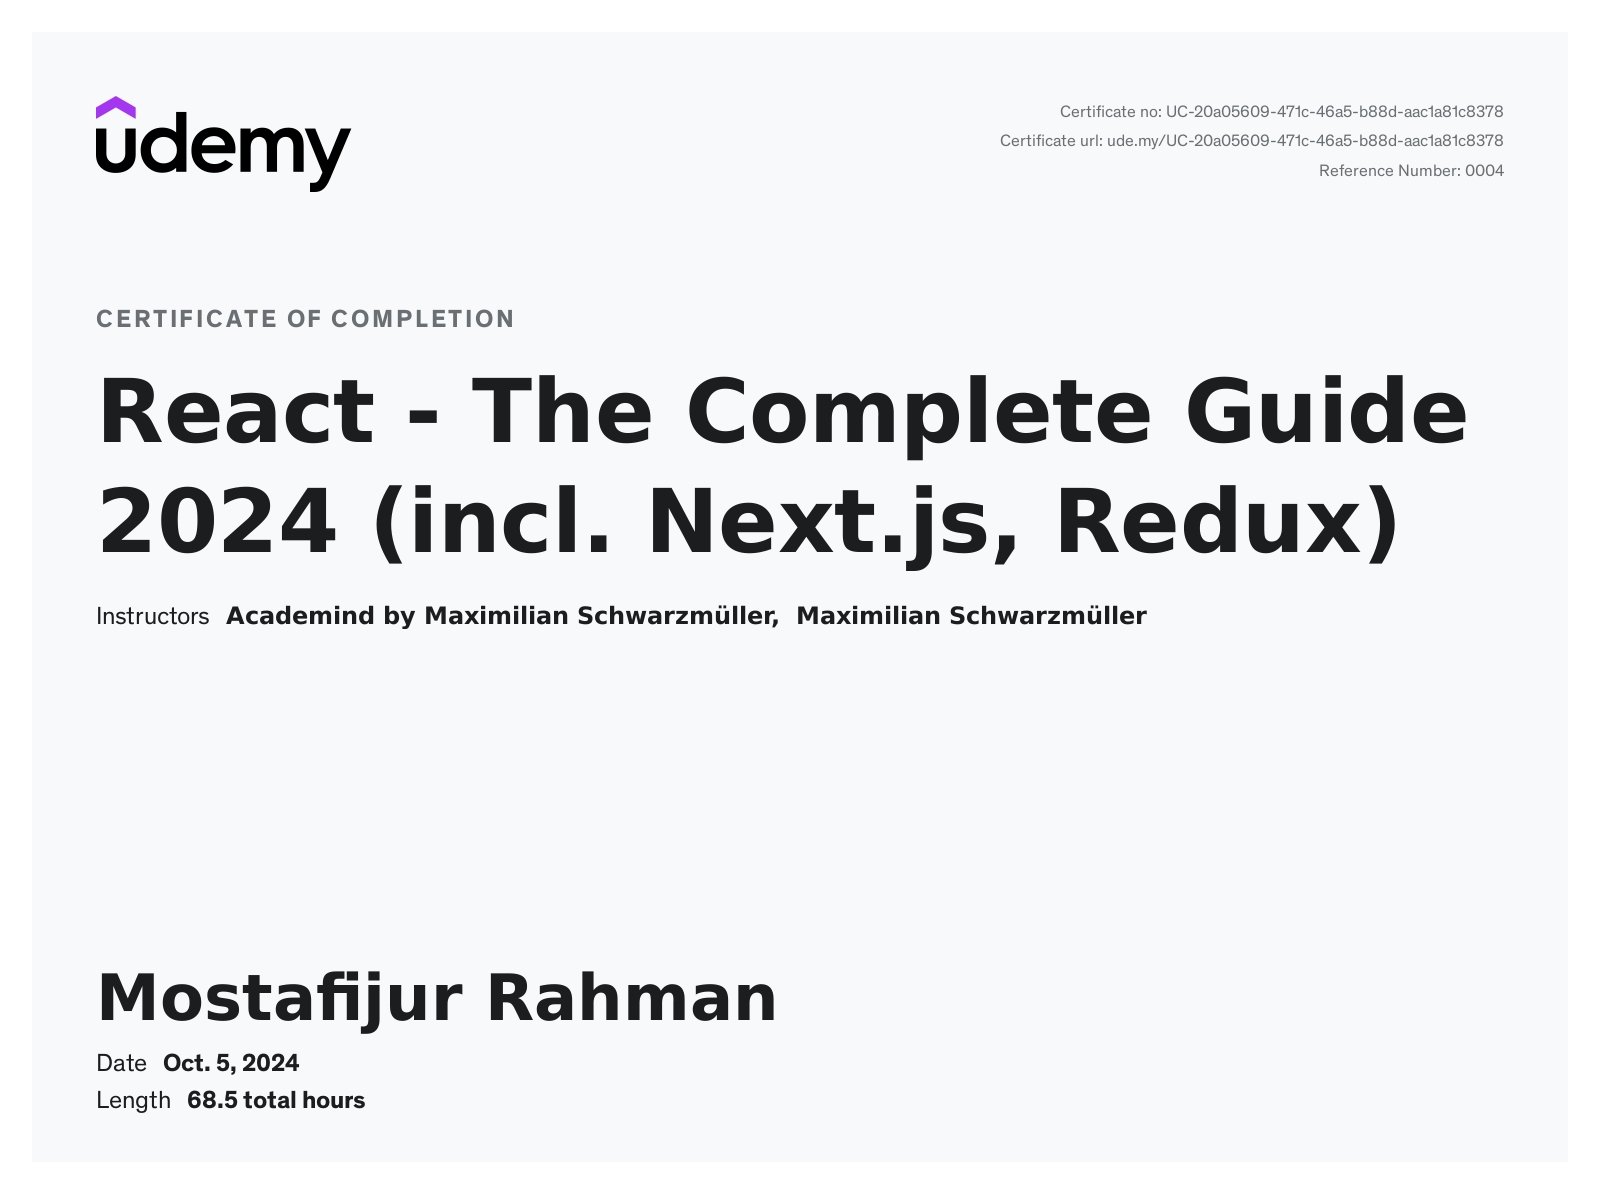 udemy
Certificate no: UC-20a05609-471c-46a5-b88d-aac1a81c8378
Certificate url: ude.my/UC-20a05609-471c-46a5-b88d-aac1a81c8378
Reference Number: 0004
CERTIFICATE OF COMPLETION
React - The Complete Guide
2024 (incl. Next.js, Redux)
Instructors Academind by Maximilian Schwarzmüller, Maximilian Schwarzmüller
Mostafijur Rahman
Date Oct. 5, 2024
Length 68.5 total hours